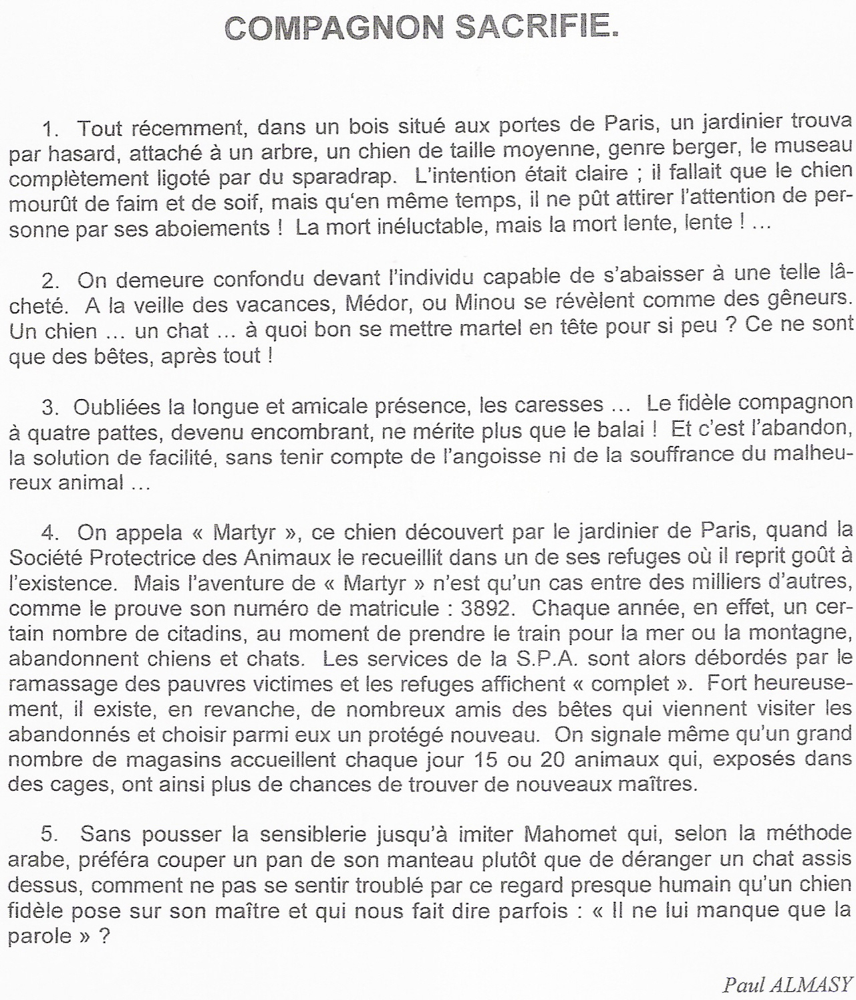 COMPAGNON SACRIFIE.
1. Tout récemment, dans un bois situé aux portes de Paris, un jardinier trouva
par hasard, attaché à un arbre, un chien de taille moyenne, genre berger, le museau
complètement ligoté par du sparadrap. L'intention était claire ; il fallait que le chien
mourût de faim et de soif, mais qu'en même temps, il ne pût attirer l'attention de per-
sonne par ses aboiements ! La mort inéluctable, mais la mort lente, lente ! ...
2. On demeure confondu devant l'individu capable de s'abaisser à une telle lâ-
cheté. A la veille des vacances, Médor, ou Minou se révèlent comme des gêneurs.
Un chien ... un chat ... à quoi bon se mettre martel en tête pour si peu ? Ce ne sont
que des bêtes, après tout !
3. Oubliées la longue et amicale présence, les caresses ... Le fidèle compagnon
à quatre pattes, devenu encombrant, ne mérite plus que le balai ! Et c'est l'abandon,
la solution de facilité, sans tenir compte de l'angoisse ni de la souffrance du malheu-
reux animal ...
4. On appela « Martyr », ce chien découvert par le jardinier de Paris, quand la
Société Protectrice des Animaux le recueillit dans un de ses refuges où il reprit goût à
l'existence. Mais l'aventure de « Martyr » n'est qu'un cas entre des milliers d'autres,
comme le prouve son numéro de matricule : 3892. Chaque année, en effet, un cer-
tain nombre de citadins, au moment de prendre le train pour la mer ou la montagne,
abandonnent chiens et chats. Les services de la S.P.A. sont alors débordés par le
ramassage des pauvres victimes et les refuges affichent « complet ». Fort heureuse-
ment, il existe, en revanche, de nombreux amis des bêtes qui viennent visiter les
abandonnés et choisir parmi eux un protégé nouveau. On signale même qu'un grand
nombre de magasins accueillent chaque jour 15 ou 20 animaux qui, exposés dans
des cages, ont ainsi plus de chances de trouver de nouveaux maîtres.
5. Sans pousser la sensiblerie jusqu'à imiter Mahomet qui, selon la méthode
arabe, préféra couper un pan de son manteau plutôt que de déranger un chat assis
dessus, comment ne pas se sentir troublé par ce regard presque humain qu'un chien
fidèle pose sur son maître et qui nous fait dire parfois : « Il ne lui manque que la
parole » ?
Paul ALMASY